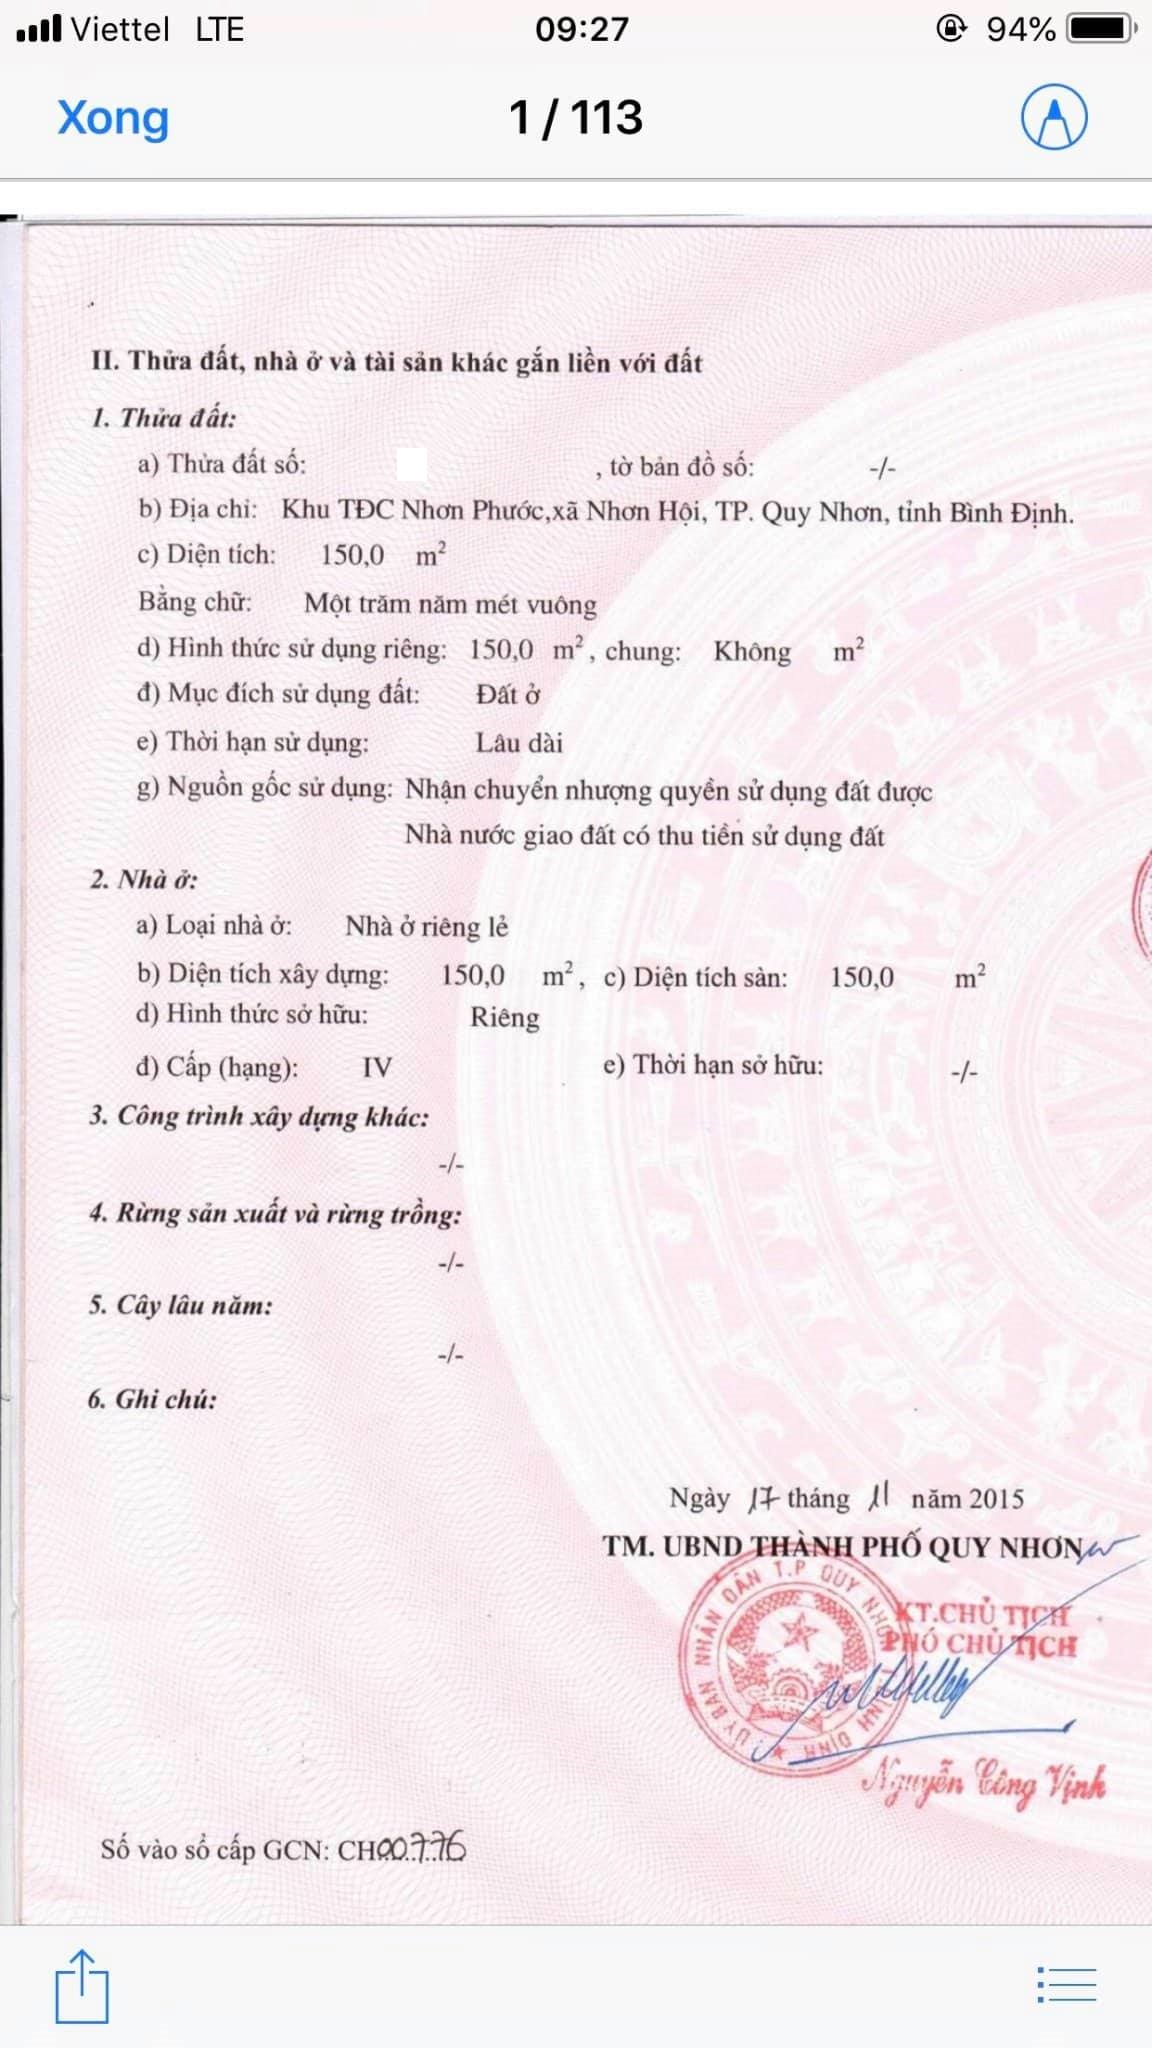 Viettel LTE 09:27 94%
Xong 1 / 113
II. Thửa đất, nhà ở và tài sản khác gắn liền với đất
1. Thửa đất:
a) Thửa đất số: , tờ bản đồ số: -/-
b) Địa chỉ: Khu TĐC Nhơn Phước,xã Nhơn Hội, TP. Quy Nhơn, tỉnh Bình Định.
c) Diện tích: 150,0 m²
Bằng chữ: Một trăm năm mét vuông
d) Hình thức sử dụng riêng: 150,0 m², chung: Không m²
đ) Mục đích sử dụng đất: Đất ở
e) Thời hạn sử dụng: Lâu dài
g) Nguồn gốc sử dụng: Nhận chuyển nhượng quyền sử dụng đất được
Nhà nước giao đất có thu tiền sử dụng đất
2. Nhà ở:
a) Loại nhà ở: Nhà ở riêng lẻ
b) Diện tích xây dựng: 150,0 m², c) Diện tích sàn: 150,0 m²
d) Hình thức sở hữu: Riêng
đ) Cấp (hạng): IV e) Thời hạn sở hữu: -/-
3. Công trình xây dựng khác:
-/-
4. Rừng sản xuất và rừng trồng:
-/-
5. Cây lâu năm:
-/-
6. Ghi chú:
Ngày 17 tháng 11 năm 2015
TM. UBND THÀNH PHỐ QUY NHƠN
KT.CHỦ TỊCH
PHÓ CHỦ TỊCH
ỦY BAN NHÂN DÂN T.P QUY NHƠN
TỈNH BÌNH ĐỊNH
Nguyễn Công Vịnh
Số vào sổ cấp GCN: CH00776